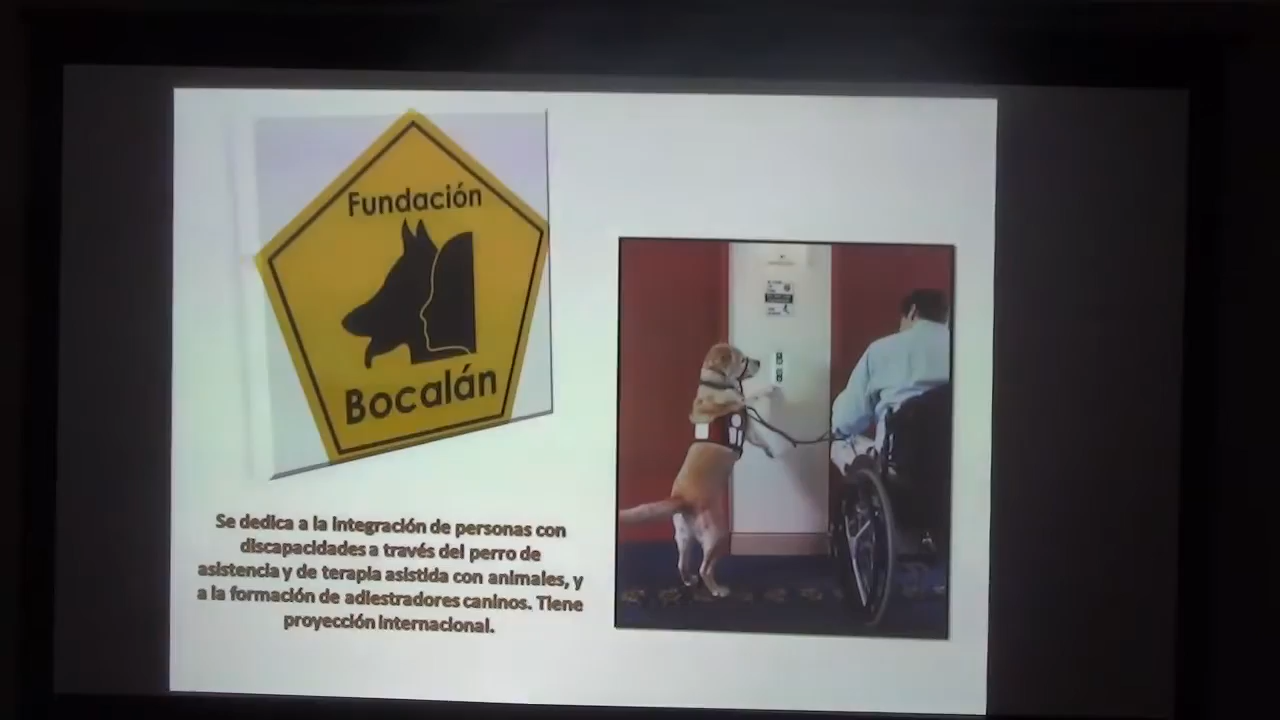 Fundación
Bocalán
Se dedica a la integración de personas con
discapacidades a través del perro de
asistencia y de terapia asistida con animales, y
a la formación de adiestradores caninos. Tiene
proyección internacional.